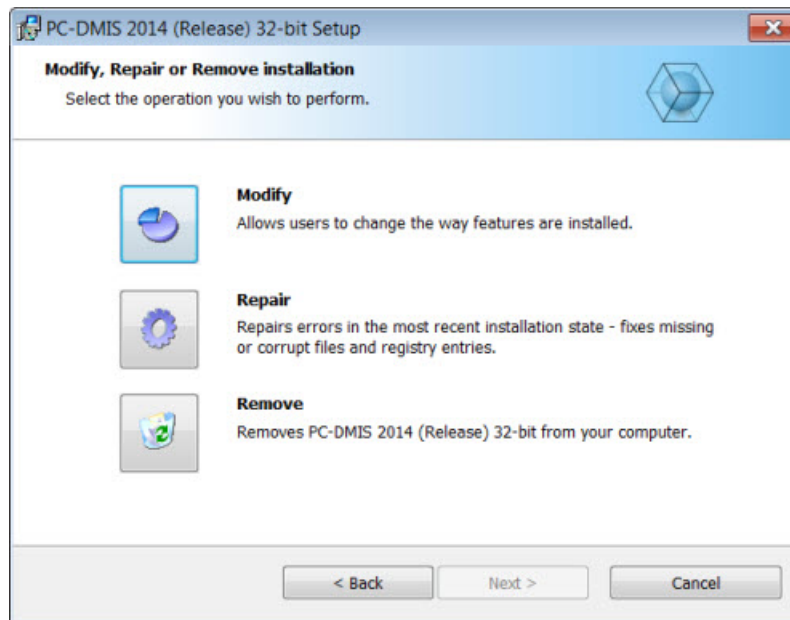 PC-DMIS 2014 (Release) 32-bit Setup
Modify, Repair or Remove installation
Select the operation you wish to perform.
Modify
Allows users to change the way features are installed.
Repair
Repairs errors in the most recent installation state - fixes missing
or corrupt files and registry entries.
Remove
Removes PC-DMIS 2014 (Release) 32-bit from your computer.
< Back
Next >
Cancel